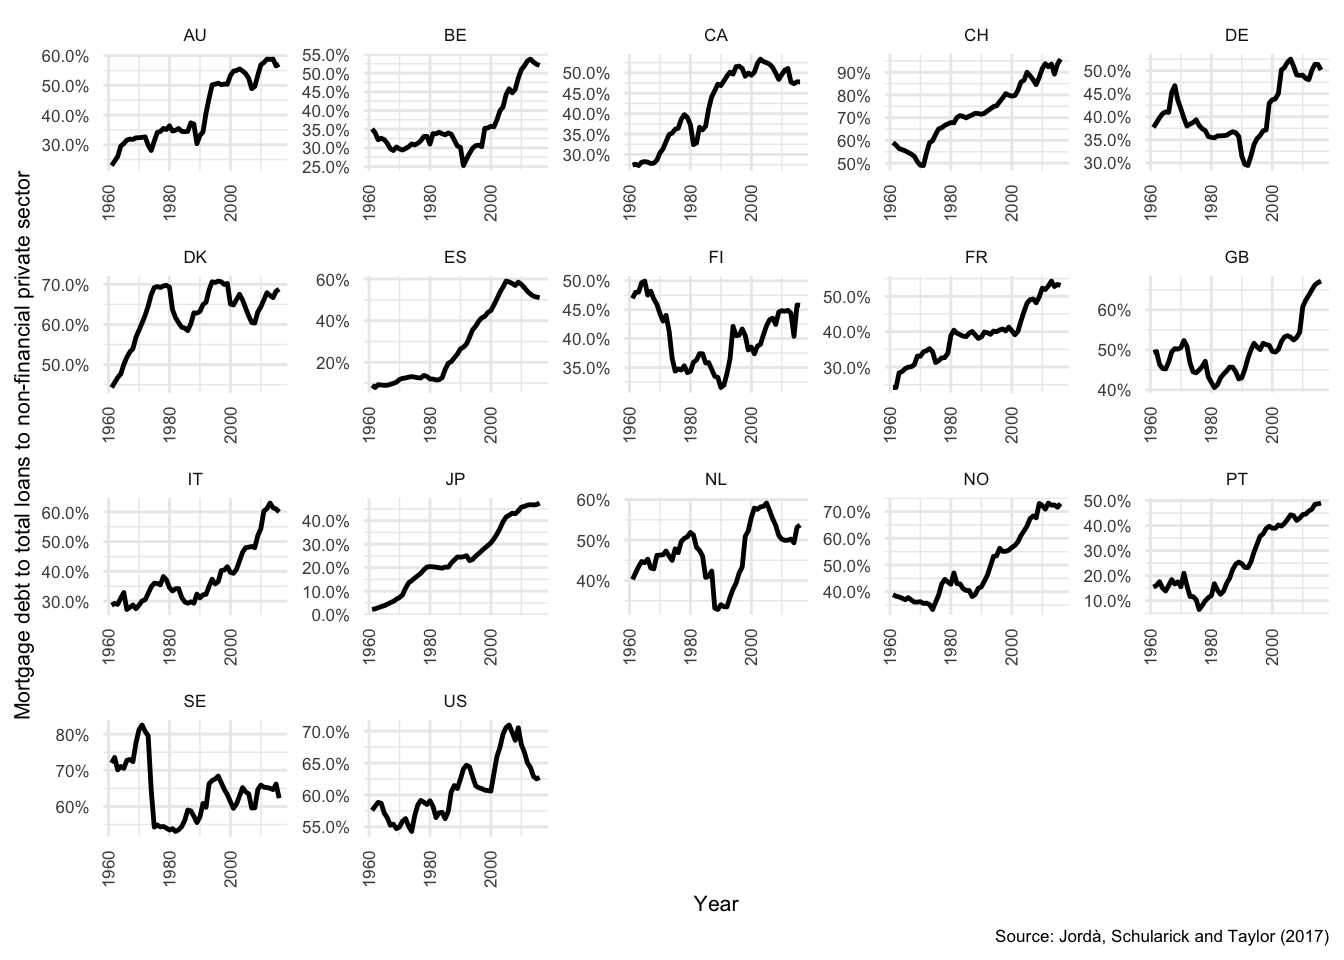 AU BE CA CH DE
60.0% 50.0% 40.0% 30.0%
55.0% 50.0% 45.0% 40.0% 35.0% 30.0% 25.0%
50.0% 45.0% 40.0% 35.0% 30.0%
90% 80% 70% 60% 50%
50.0% 45.0% 40.0% 35.0% 30.0%
1960 1980 2000 1960 1980 2000 1960 1980 2000 1960 1980 2000 1960 1980 2000
DK ES FI FR GB
70.0% 60.0% 50.0%
60% 40% 20%
50.0% 45.0% 40.0% 35.0%
50.0% 40.0% 30.0%
60% 50% 40%
1960 1980 2000 1960 1980 2000 1960 1980 2000 1960 1980 2000 1960 1980 2000
IT JP NL NO PT
60.0% 50.0% 40.0% 30.0%
40.0% 30.0% 20.0% 10.0% 0.0%
60% 50% 40%
70.0% 60.0% 50.0% 40.0%
50.0% 40.0% 30.0% 20.0% 10.0%
1960 1980 2000 1960 1980 2000 1960 1980 2000 1960 1980 2000 1960 1980 2000
SE US
80% 70% 60%
70.0% 65.0% 60.0% 55.0%
1960 1980 2000 1960 1980 2000
Mortgage debt to total loans to non-financial private sector
Year
Source: Jordà, Schularick and Taylor (2017)